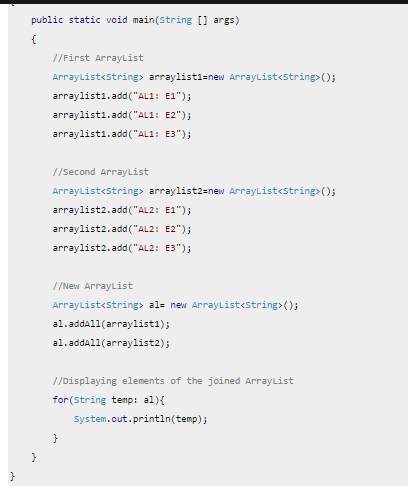 {
public static void main(String [] args)
{
//First ArrayList
ArrayList<String> arraylist1=new ArrayList<String>();
arraylist1.add("AL1: E1");
arraylist1.add("AL1: E2");
arraylist1.add("AL1: E3");
//Second ArrayList
ArrayList<String> arraylist2=new ArrayList<String>();
arraylist2.add("AL2: E1");
arraylist2.add("AL2: E2");
arraylist2.add("AL2: E3");
//New ArrayList
ArrayList<String> al= new ArrayList<String>();
al.addAll(arraylist1);
al.addAll(arraylist2);
//Displaying elements of the joined ArrayList
for(String temp: al){
System.out.println(temp);
}
}
}